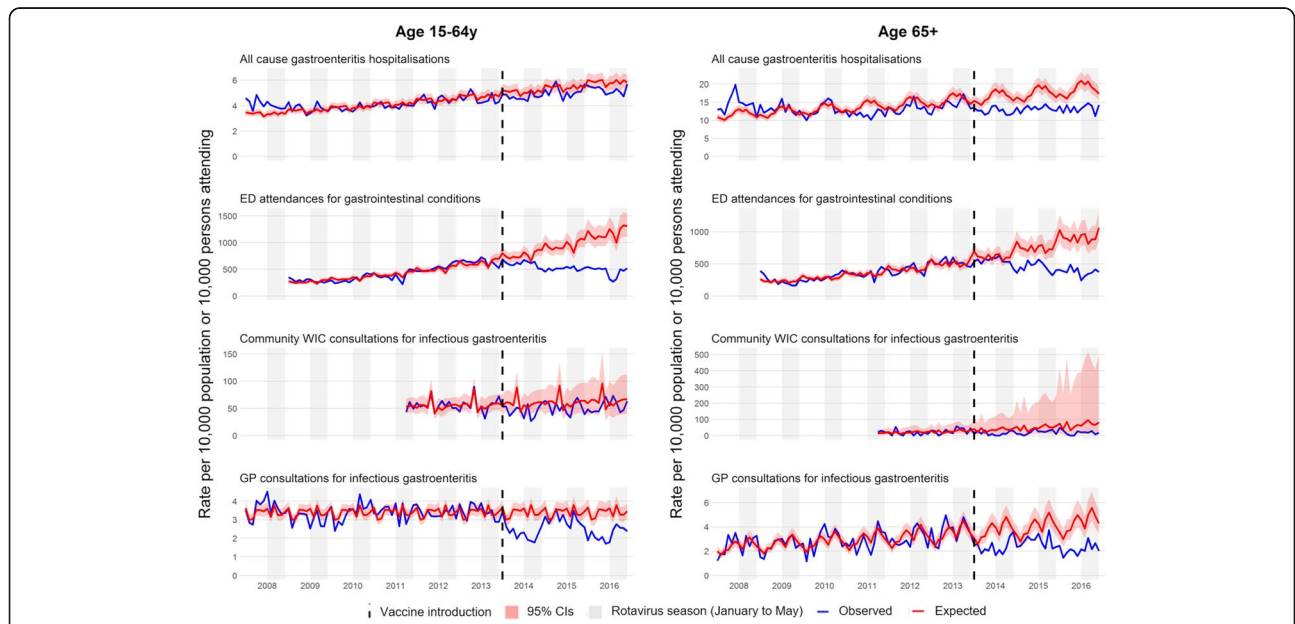 Age 15-64y
Age 65+
Rate per 10,000 population or 10,000 persons attending
All cause gastroenteritis hospitalisations
6
4
2
0
ED attendances for gastrointestinal conditions
1500
1000
500
0
Community WIC consultations for infectious gastroenteritis
150
100
50
0
GP consultations for infectious gastroenteritis
4
3
2
1
0
2008 2009 2010 2011 2012 2013 2014 2015 2016
Rate per 10,000 population or 10,000 persons attending
All cause gastroenteritis hospitalisations
20
15
10
5
0
ED attendances for gastrointestinal conditions
1000
500
0
Community WIC consultations for infectious gastroenteritis
500
400
300
200
100
0
GP consultations for infectious gastroenteritis
6
4
2
0
2008 2009 2010 2011 2012 2013 2014 2015 2016
Vaccine introduction 95% CIs Rotavirus season (January to May) Observed Expected